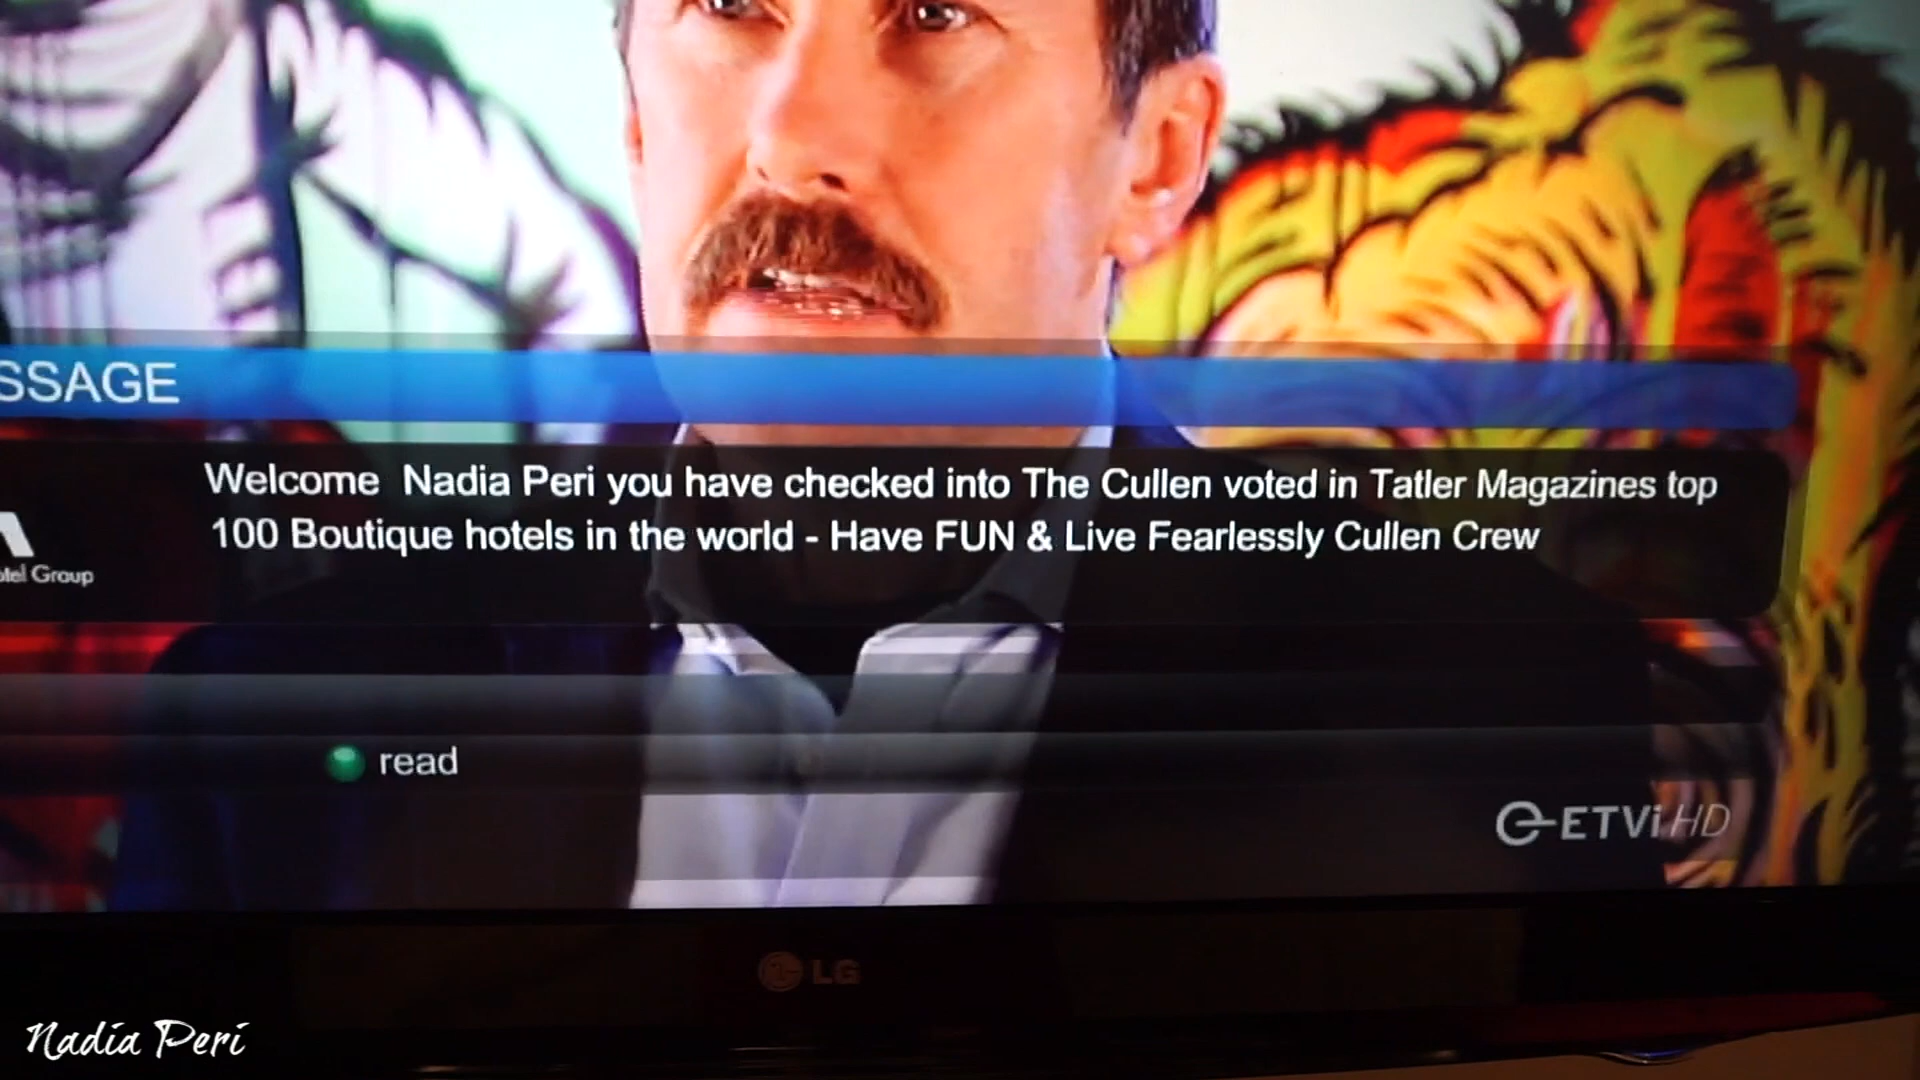 SSAGE
Welcome Nadia Peri you have checked into The Cullen voted in Tatler Magazines top
100 Boutique hotels in the world - Have FUN & Live Fearlessly Cullen Crew
otel Group
read
ETVi HD
LG
Nadia Peri